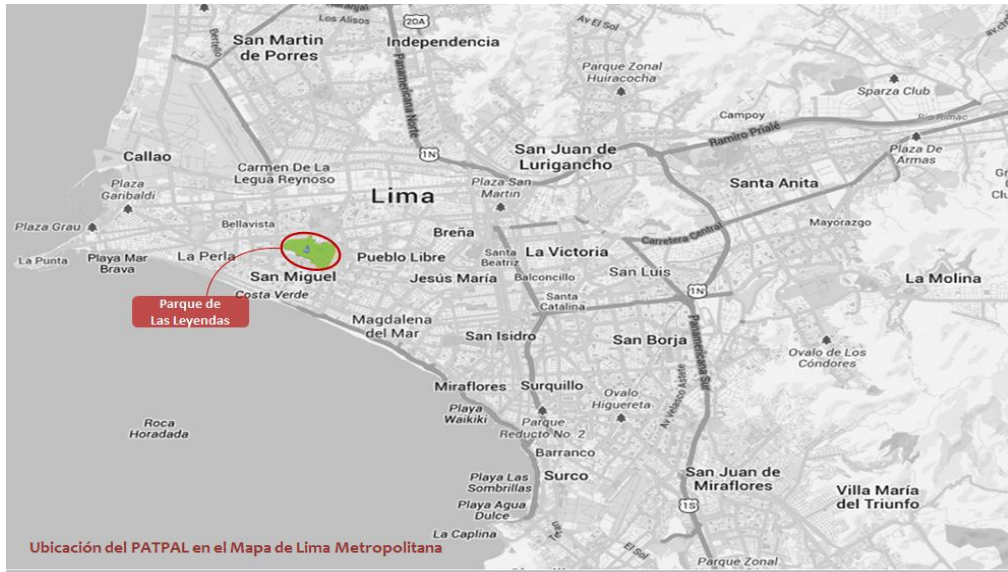 Naranjal
Los Alisos
20A
Av El Sol
San Martin
de Porres
Bertello
Independencia
Panamericana Norte
Parque Zonal
Huiracocha
Sparza Club
Campoy
Río Rimac
Ramiro Prialé
Callao
1N
San Juan de
Lurigancho
Plaza De
Armas
Carmen De La
Legua Reynoso
Plaza
Garibaldi
Lima
Plaza San
Martin
Santa Anita
Plaza Grau
Bellavista
Breña
Mayorazgo
Carretera Central
La Punta
Playa Mar
Brava
La Perla
Pueblo Libre
Santa
Beatriz
La Victoria
San Miguel
Jesús María
Balconcillo
San Luis
La Molina
Costa Verde
Santa
Catalina
1N
Parque de
Las Leyendas
Magdalena
del Mar
San Isidro
San Borja
Panamericana Sur
Ovalo de Los
Cóndores
Miraflores
Surquillo
Av Velasco Astete
Ovalo
Higuereta
Playa
Waikiki
Roca
Horadada
Parque
Reducto No. 2
Barranco
Playa Las
Sombrillas
Surco
San Juan de
Miraflores
Villa María
del Triunfo
Playa Agua
Dulce
1S
La Caplina
El Sol
Parque Zonal
Ubicación del PATPAL en el Mapa de Lima Metropolitana